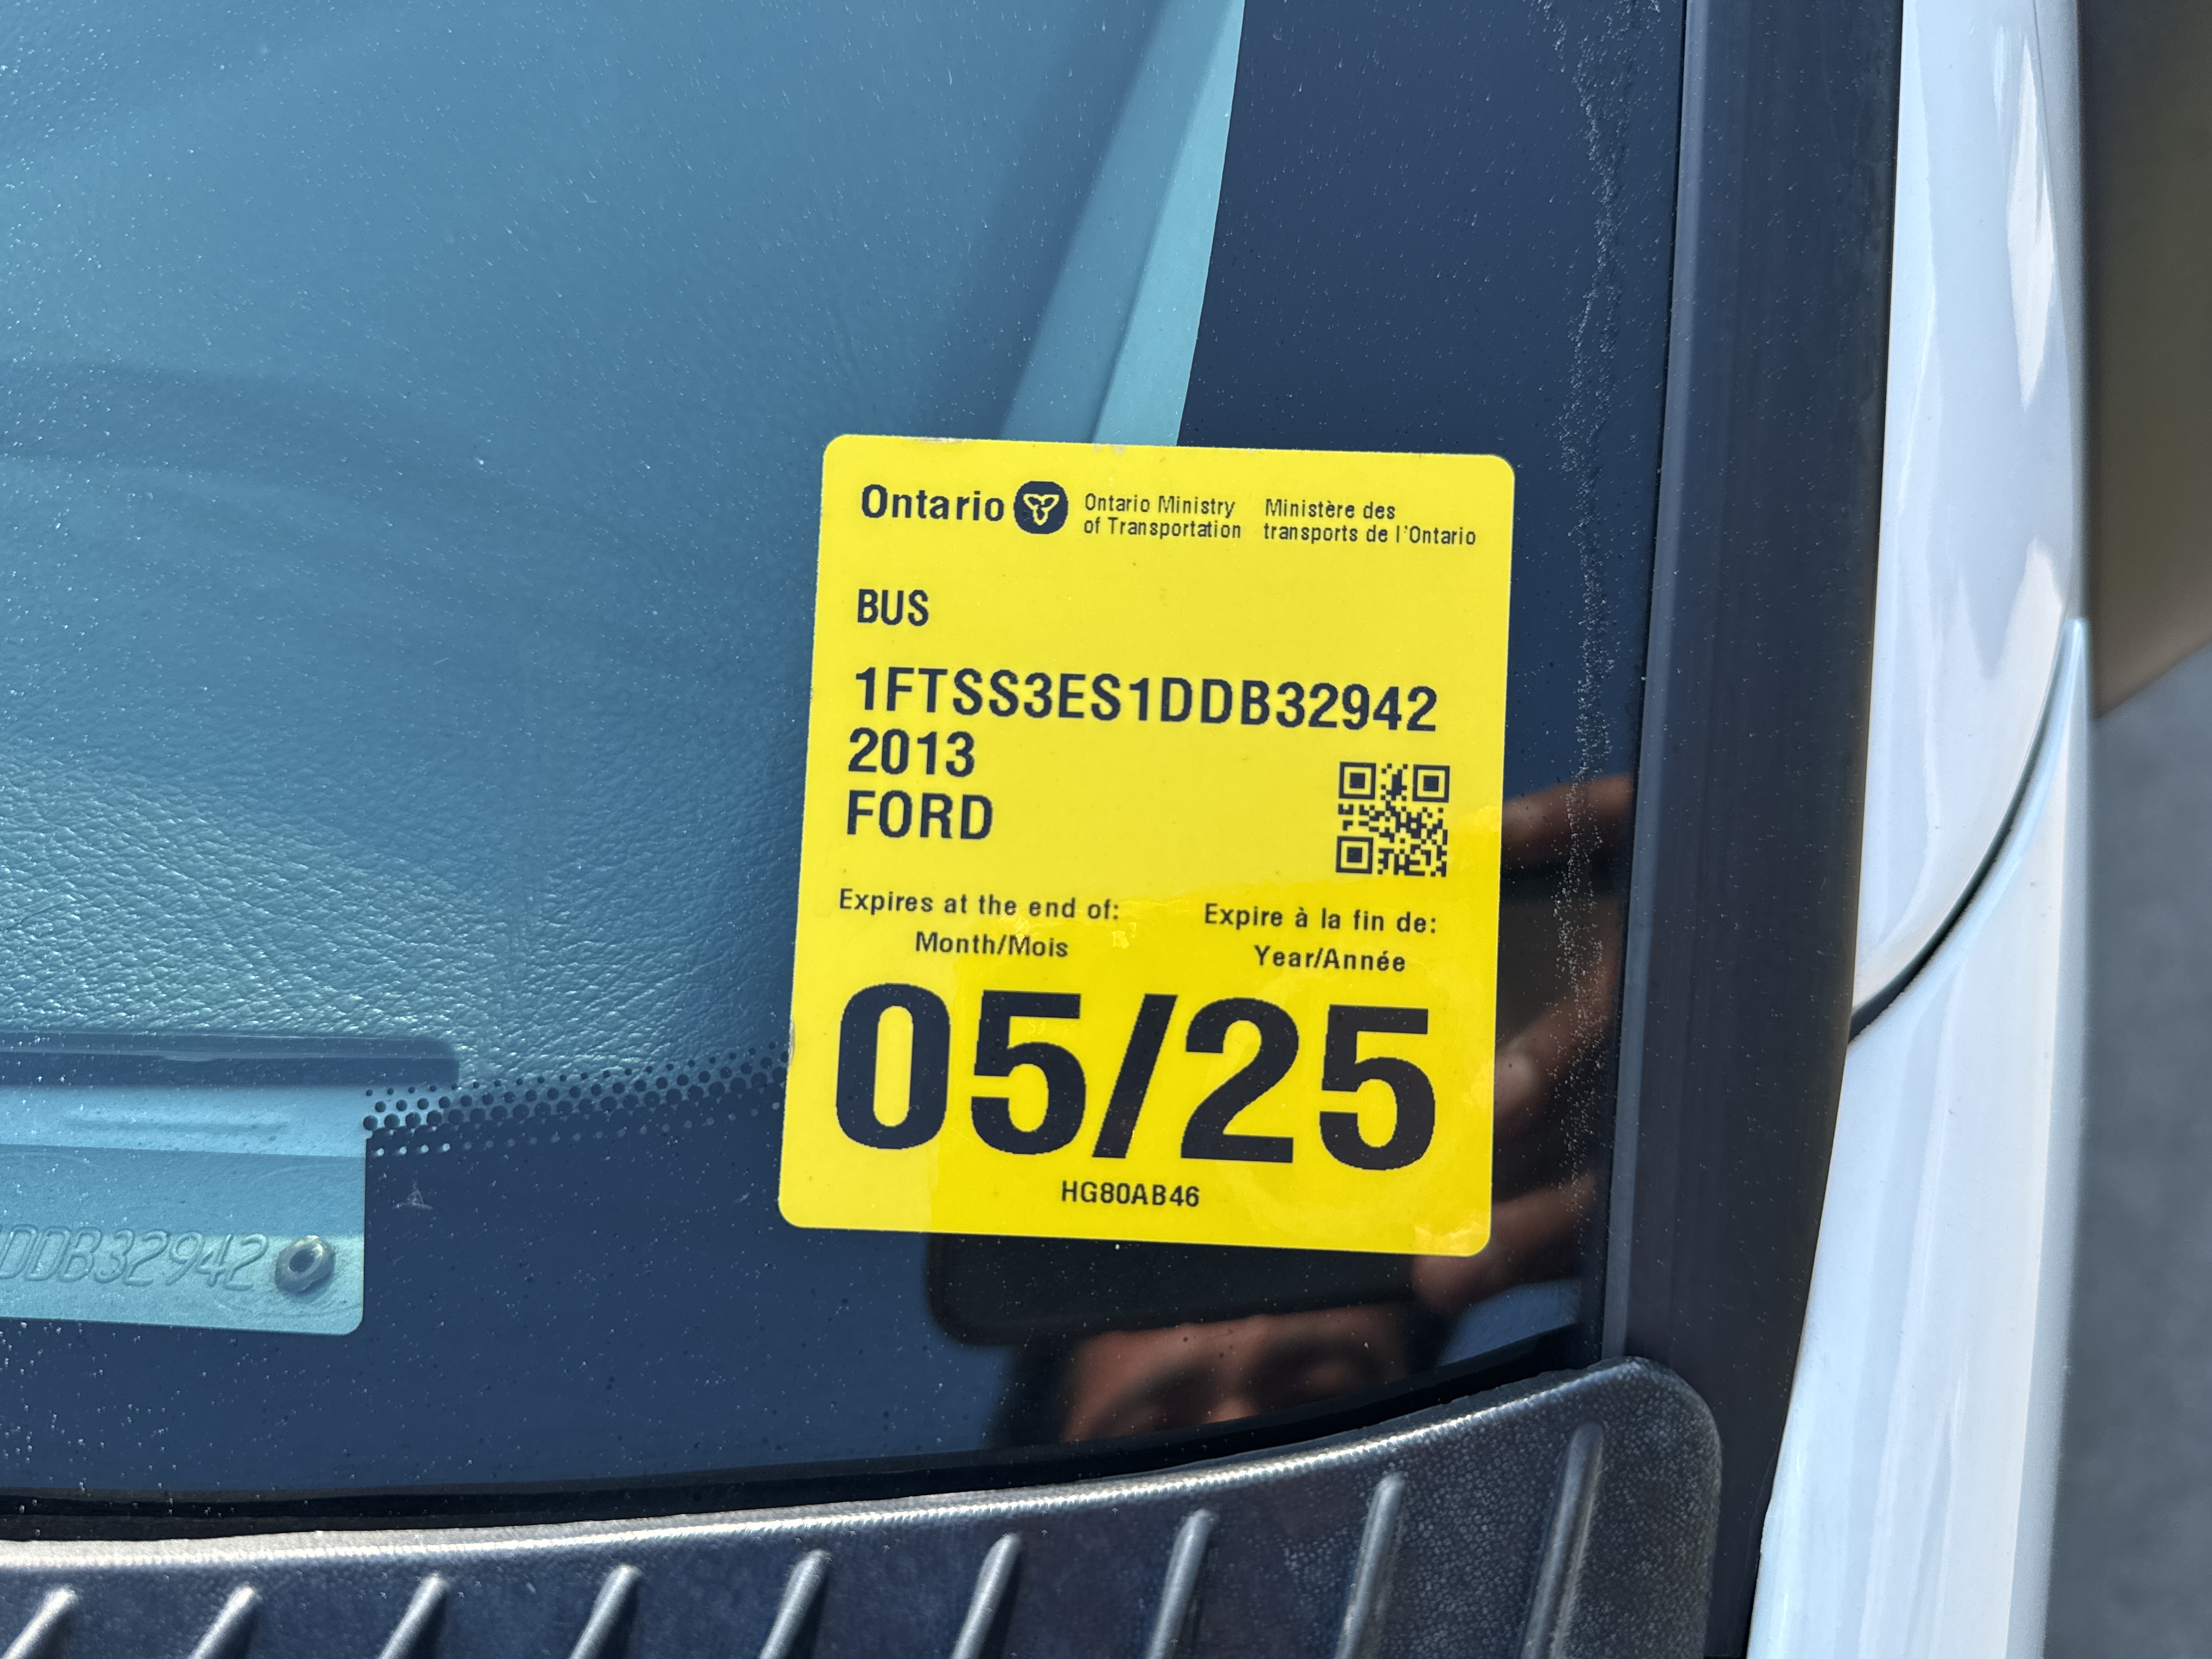 Ontario
Ontario Ministry
of Transportation
Ministère des
transports de l'Ontario
BUS
1FTSS3ES1DDB32942
2013
FORD
Expires at the end of:
Month/Mois
Expire à la fin de:
Year/Année
05/25
HG80AB46
DDB32942